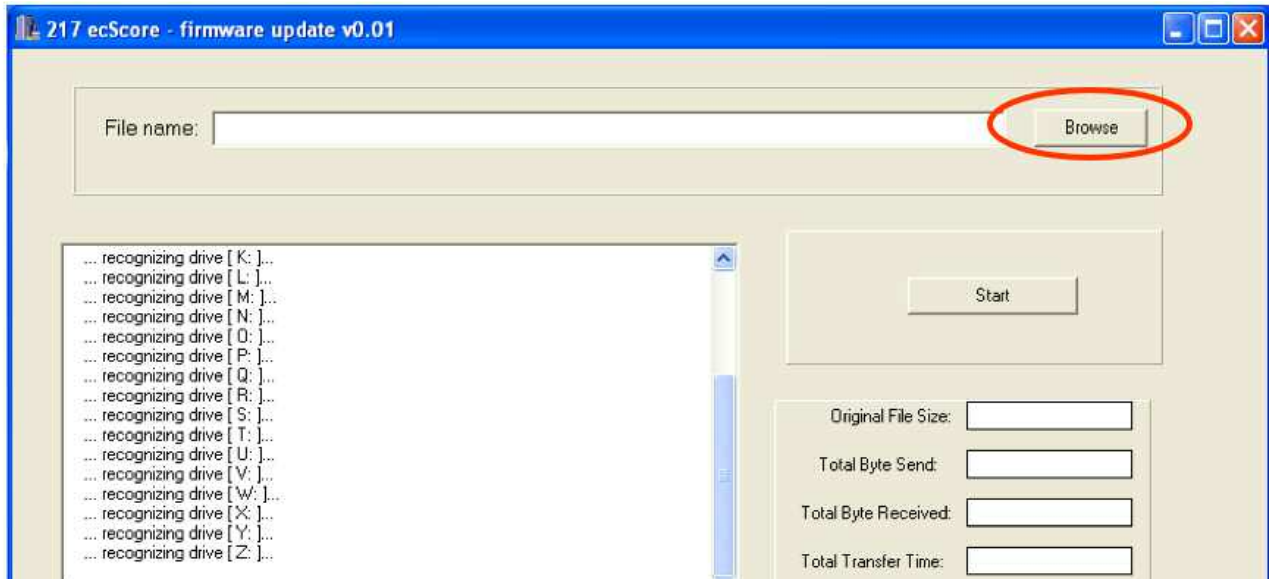 217 ecScore - firmware update v0.01
File name:
Browse
... recognizing drive [ K: ]...
... recognizing drive [ L: ]...
... recognizing drive [ M: ]...
... recognizing drive [ N: ]...
... recognizing drive [ O: ]...
... recognizing drive [ P: ]...
... recognizing drive [ Q: ]...
... recognizing drive [ R: ]...
... recognizing drive [ S: ]...
... recognizing drive [ T: ]...
... recognizing drive [ U: ]...
... recognizing drive [ V: ]...
... recognizing drive [ W: ]...
... recognizing drive [ X: ]...
... recognizing drive [ Y: ]...
... recognizing drive [ Z: ]...
Start
Original File Size:
Total Byte Send:
Total Byte Received:
Total Transfer Time: